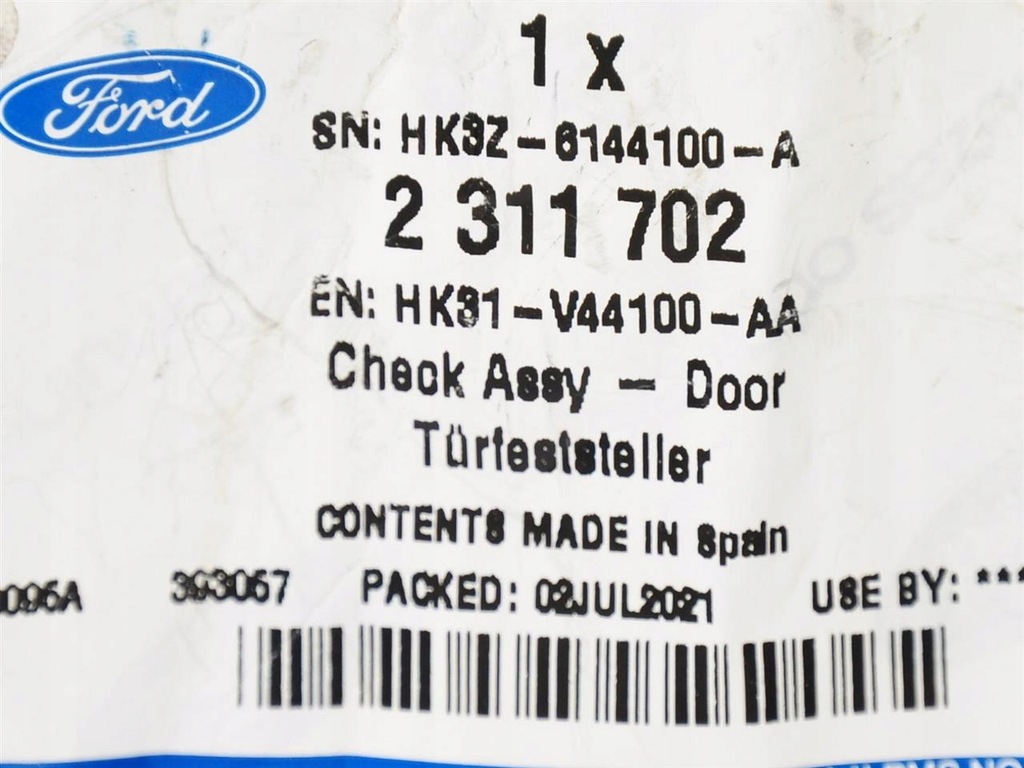 Ford
1 x
SN: HK3Z-6144100-A
2 311 702
EN: HK31-V44100-AA
Check Assy - Door
Türfeststeller
CONTENTS MADE IN Spain
393057 PACKED: 02JUL2021 USE BY: ***